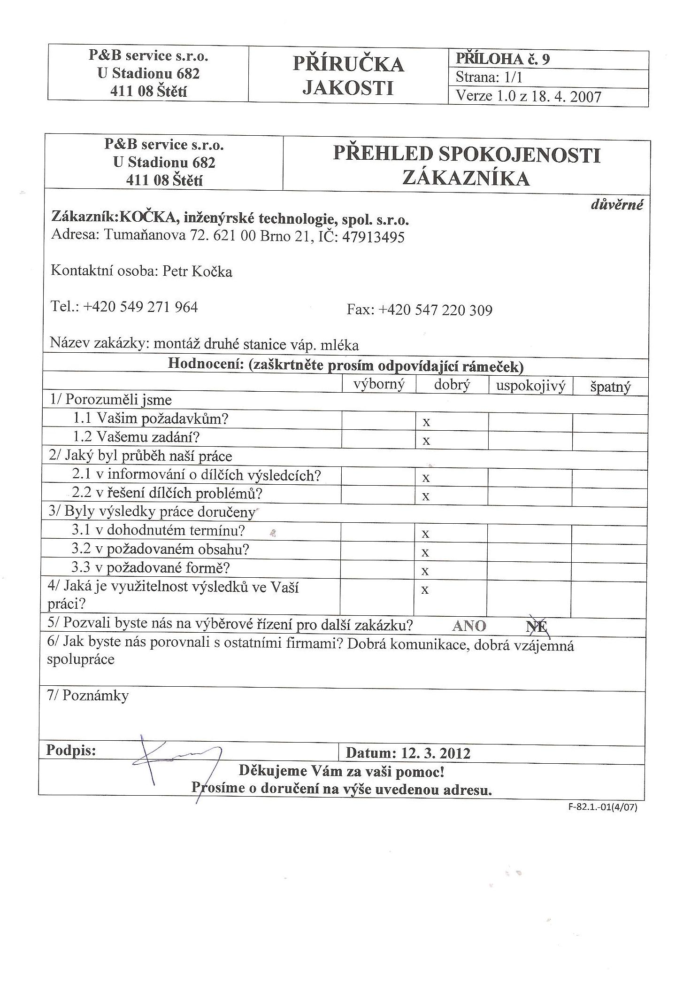 P&B service s.r.o.
U Stadionu 682
411 08 Štětí
PŘÍRUČKA
JAKOSTI
PŘÍLOHA č. 9
Strana: 1/1
Verze 1.0 z 18. 4. 2007
P&B service s.r.o.
U Stadionu 682
411 08 Štětí
PŘEHLED SPOKOJENOSTI
ZÁKAZNÍKA
důvěrné
Zákazník:KOČKA, inženýrské technologie, spol. s.r.o.
Adresa: Tumaňanova 72. 621 00 Brno 21, IČ: 47913495
Kontaktní osoba: Petr Kočka
Tel.: +420 549 271 964 Fax: +420 547 220 309
Název zakázky: montáž druhé stanice váp. mléka
Hodnocení: (zaškrtněte prosím odpovídající rámeček)
výborný dobrý uspokojivý špatný
1/ Porozuměli jsme
1.1 Vašim požadavkům? x
1.2 Vašemu zadání? x
2/ Jaký byl průběh naší práce
2.1 v informování o dílčích výsledcích? x
2.2 v řešení dílčích problémů? x
3/ Byly výsledky práce doručeny
3.1 v dohodnutém termínu? x
3.2 v požadovaném obsahu? x
3.3 v požadované formě? x
4/ Jaká je využitelnost výsledků ve Vaší x
práci?
5/ Pozvali byste nás na výběrové řízení pro další zakázku? ANO NE
6/ Jak byste nás porovnali s ostatními firmami? Dobrá komunikace, dobrá vzájemná
spolupráce
7/ Poznámky
Podpis: Datum: 12. 3. 2012
Děkujeme Vám za vaši pomoc!
Prosíme o doručení na výše uvedenou adresu.
F-82.1.-01(4/07)